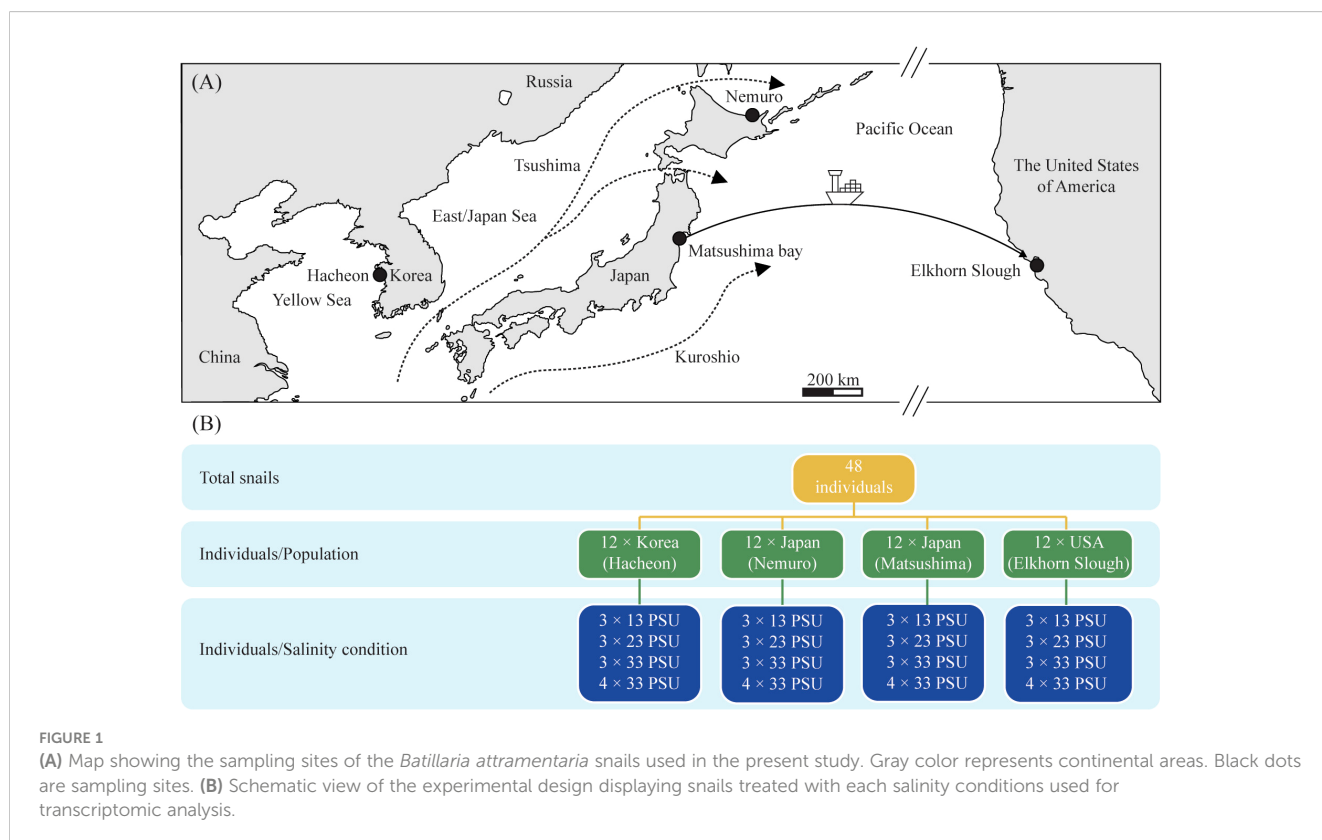 (A)
Russia
Nemuro
Pacific Ocean
Tsushima
The United States
of America
East/Japan Sea
Matsushima bay
Hacheon
Korea
Japan
Elkhorn Slough
Yellow Sea
China
Kuroshio
200 km
(B)
Total snails
48
individuals
Individuals/Population
12 × Korea
(Hacheon)
12 × Japan
(Nemuro)
12 × Japan
(Matsushima)
12 × USA
(Elkhorn Slough)
Individuals/Salinity condition
3 × 13 PSU
3 × 23 PSU
3 × 33 PSU
4 × 33 PSU
3 × 13 PSU
3 × 23 PSU
3 × 33 PSU
4 × 33 PSU
3 × 13 PSU
3 × 23 PSU
3 × 33 PSU
4 × 33 PSU
3 × 13 PSU
3 × 23 PSU
3 × 33 PSU
4 × 33 PSU
FIGURE 1
(A) Map showing the sampling sites of the Batillaria attramentaria snails used in the present study. Gray color represents continental areas. Black dots
are sampling sites. (B) Schematic view of the experimental design displaying snails treated with each salinity conditions used for
transcriptomic analysis.